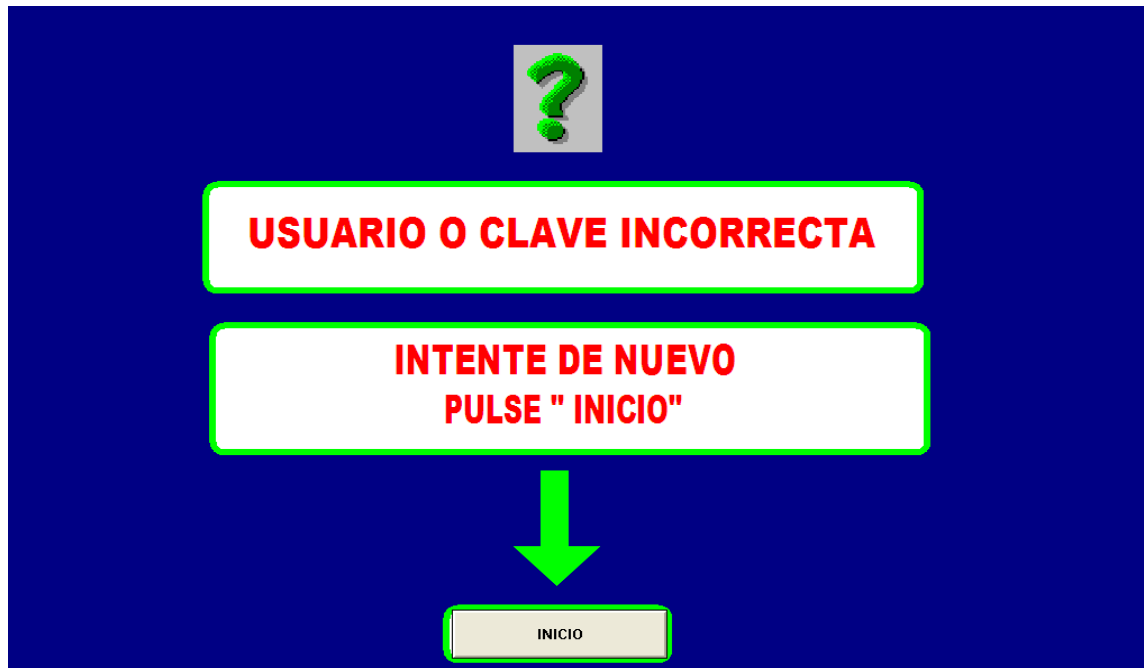 USUARIO O CLAVE INCORRECTA
INTENTE DE NUEVO
PULSE " INICIO"
INICIO